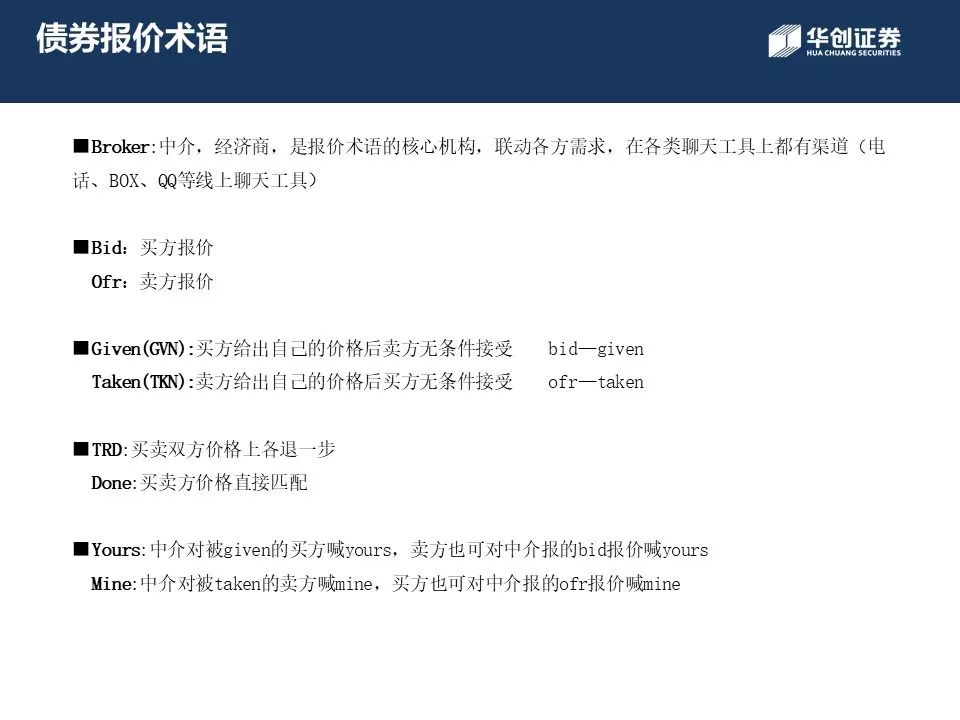 债券报价术语
华创证券
HUA CHUANG SECURITIES
■Broker:中介，经济商，是报价术语的核心机构，联动各方需求，在各类聊天工具上都有渠道（电
话、BOX、QQ等线上聊天工具）
■Bid：买方报价
Ofr：卖方报价
■Given(GVN):买方给出自己的价格后卖方无条件接受 bid—given
Taken(TKN):卖方给出自己的价格后买方无条件接受 ofr—taken
■TRD:买卖双方价格上各退一步
Done:买卖方价格直接匹配
■Yours:中介对被given的买方喊yours，卖方也可对中介报的bid报价喊yours
Mine:中介对被taken的卖方喊mine，买方也可对中介报的ofr报价喊mine